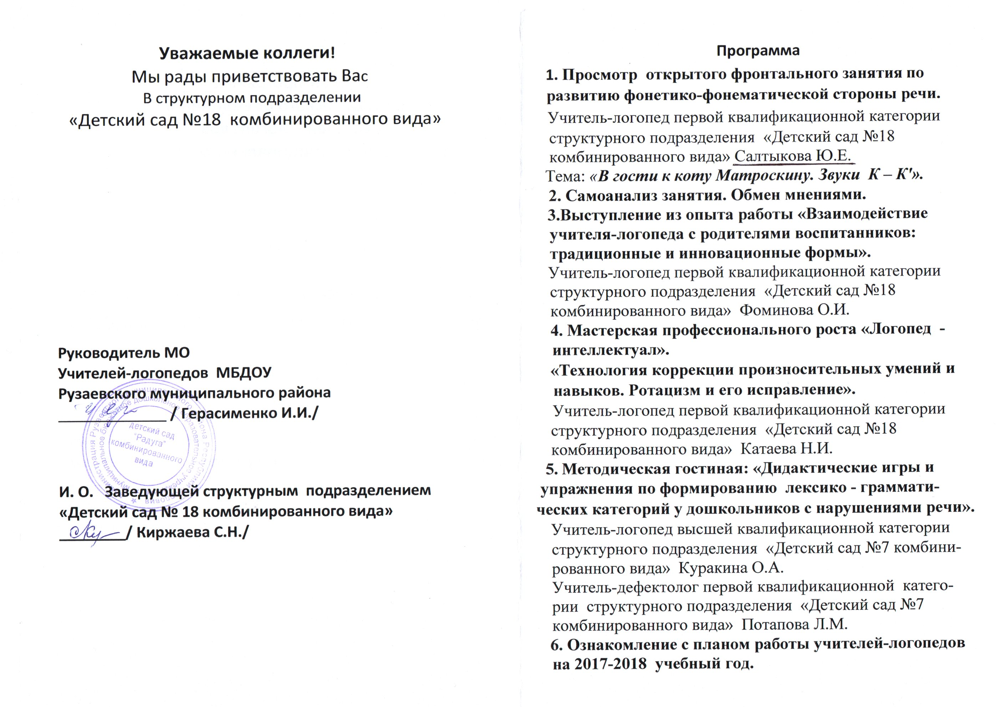 Уважаемые коллеги!
Мы рады приветствовать Вас
В структурном подразделении
«Детский сад №18 комбинированного вида»
Руководитель МО
Учителей-логопедов МБДОУ
Рузаевского муниципального района
/ Герасименко И.И./
детский сад
"Радуга"
комбинированного
вида
И. О. Заведующей структурным подразделением
«Детский сад № 18 комбинированного вида»
/ Киржаева С.Н./
Программа
1. Просмотр открытого фронтального занятия по
развитию фонетико-фонематической стороны речи.
Учитель-логопед первой квалификационной категории
структурного подразделения «Детский сад №18
комбинированного вида» Салтыкова Ю.Е.
Тема: «В гости к коту Матроскину. Звуки К – К'».
2. Самоанализ занятия. Обмен мнениями.
3.Выступление из опыта работы «Взаимодействие
учителя-логопеда с родителями воспитанников:
традиционные и инновационные формы».
Учитель-логопед первой квалификационной категории
структурного подразделения «Детский сад №18
комбинированного вида» Фоминова О.И.
4. Мастерская профессионального роста «Логопед -
интеллектуал».
«Технология коррекции произносительных умений и
навыков. Ротацизм и его исправление».
Учитель-логопед первой квалификационной категории
структурного подразделения «Детский сад №18
комбинированного вида» Катаева Н.И.
5. Методическая гостиная: «Дидактические игры и
упражнения по формированию лексико - граммати-
ческих категорий у дошкольников с нарушениями речи».
Учитель-логопед высшей квалификационной категории
структурного подразделения «Детский сад №7 комбини-
рованного вида» Куракина О.А.
Учитель-дефектолог первой квалификационной катего-
рии структурного подразделения «Детский сад №7
комбинированного вида» Потапова Л.М.
6. Ознакомление с планом работы учителей-логопедов
на 2017-2018 учебный год.